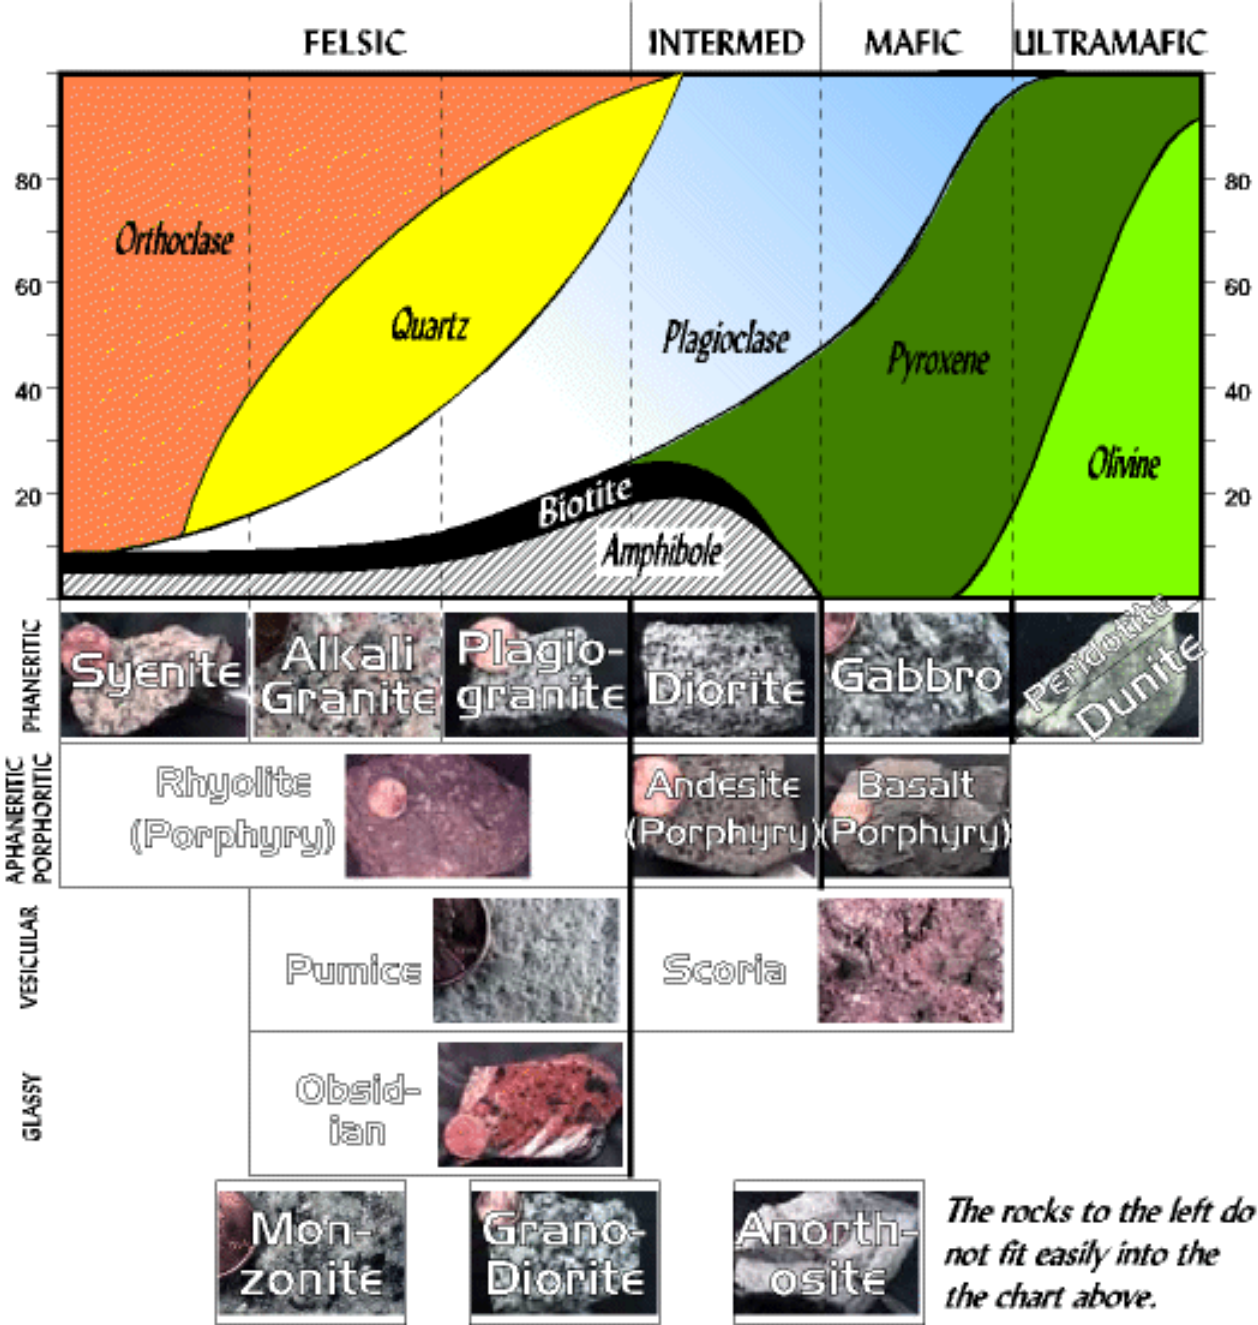 FELSIC INTERMED MAFIC ULTRAMAFIC
80 80
Orthoclase
60 60
Quartz
Plagioclase
Pyroxene
40 40
Olivine
20 20
Biotite
Amphibole
PHANERITIC
Syenite
Alkali
Granite
Plagio-
granite
Diorite
Gabbro
Peridotite
Dunite
APHANERITIC
PORPHORITIC
Rhyolite
(Porphyry)
Andesite
(Porphyry)
Basalt
(Porphyry)
VESICULAR
Pumice
Scoria
GLASSY
Obsid-
ian
Mon-
zonite
Grano-
Diorite
Anorth-
osite
The rocks to the left do
not fit easily into the
the chart above.